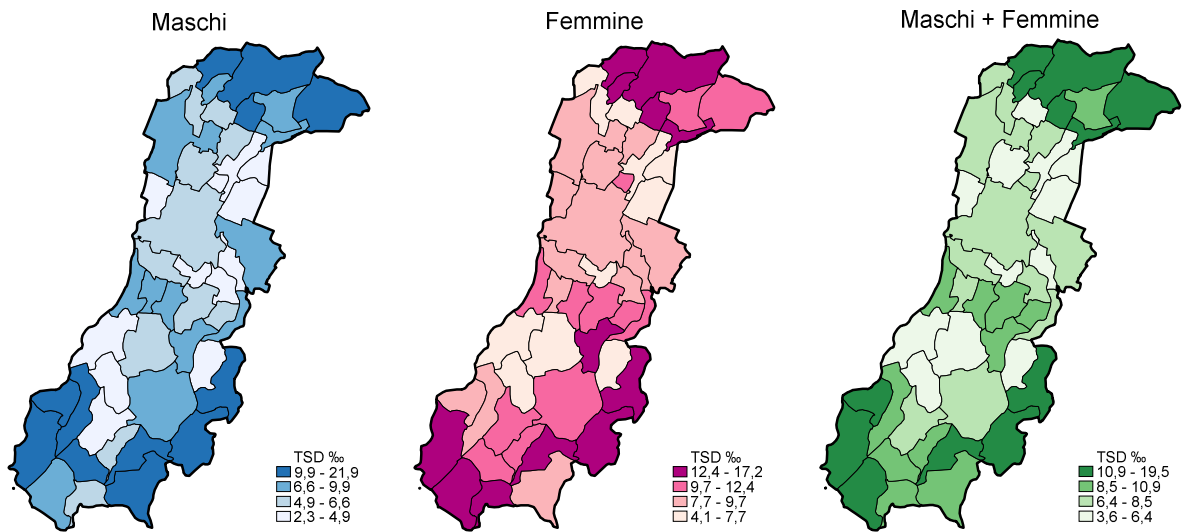 Maschi
Femmine
Maschi + Femmine
TSD ‰
9,9 - 21,9
6,6 - 9,9
4,9 - 6,6
2,3 - 4,9
TSD ‰
12,4 - 17,2
9,7 - 12,4
7,7 - 9,7
4,1 - 7,7
TSD ‰
10,9 - 19,5
8,5 - 10,9
6,4 - 8,5
3,6 - 6,4